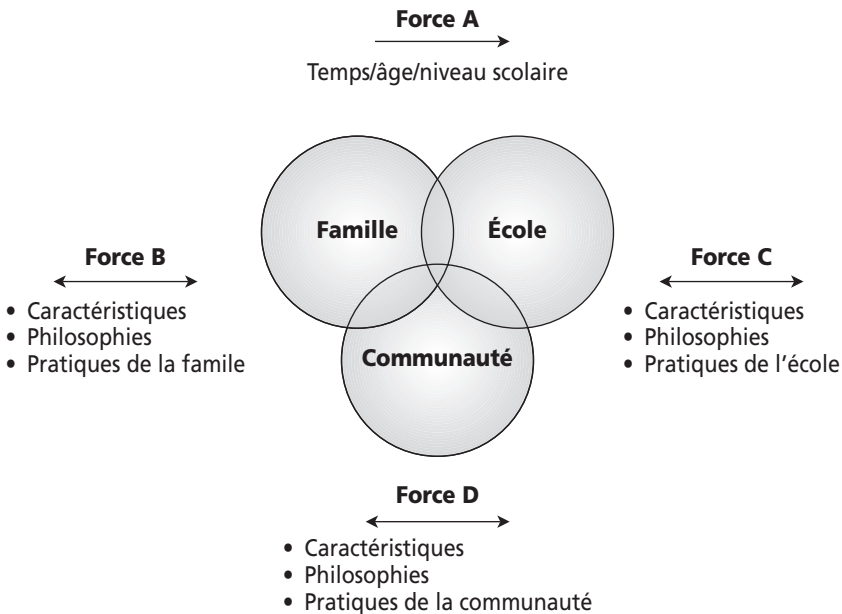 Force A
Temps/âge/niveau scolaire
Famille
École
Force B
• Caractéristiques
• Philosophies
• Pratiques de la famile
Force C
• Caractéristiques
• Philosophies
• Pratiques de l'école
Communauté
Force D
• Caractéristiques
• Philosophies
• Pratiques de la communauté